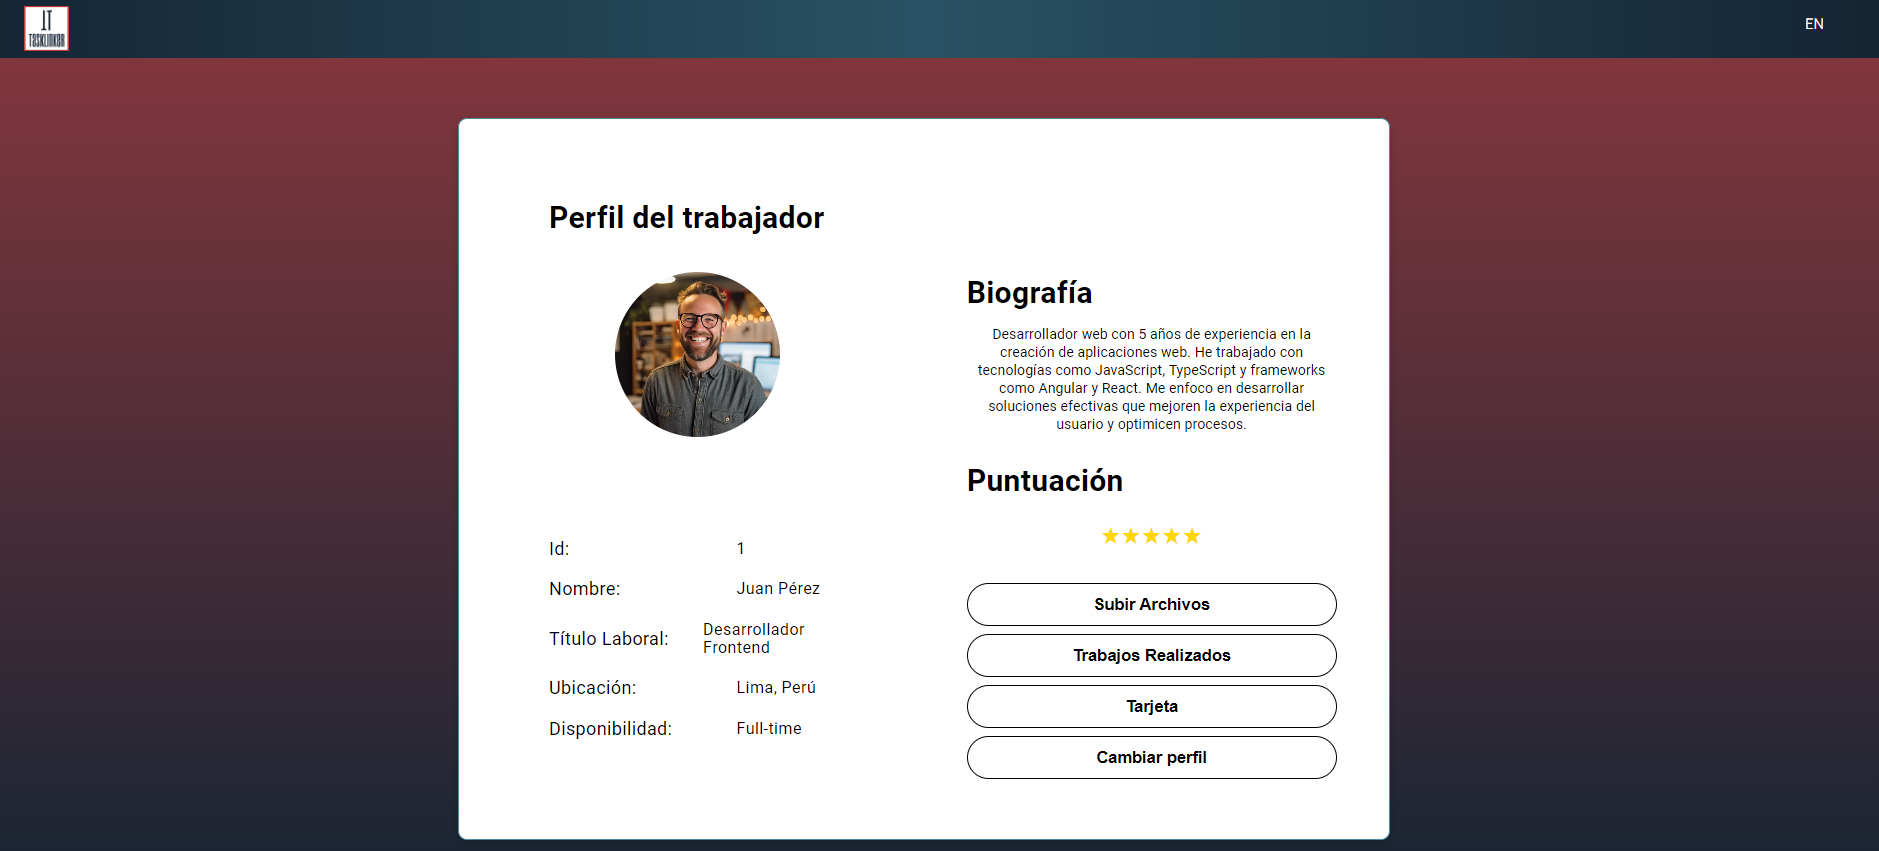 IT
TASKLINKER
EN
Perfil del trabajador
Biografía
Desarrollador web con 5 años de experiencia en la
creación de aplicaciones web. He trabajado con
tecnologías como JavaScript, TypeScript y frameworks
como Angular y React. Me enfoco en desarrollar
soluciones efectivas que mejoren la experiencia del
usuario y optimicen procesos.
Puntuación
★★★★★
Id: 1
Nombre: Juan Pérez
Título Laboral: Desarrollador
Frontend
Ubicación: Lima, Perú
Disponibilidad: Full-time
Subir Archivos
Trabajos Realizados
Tarjeta
Cambiar perfil